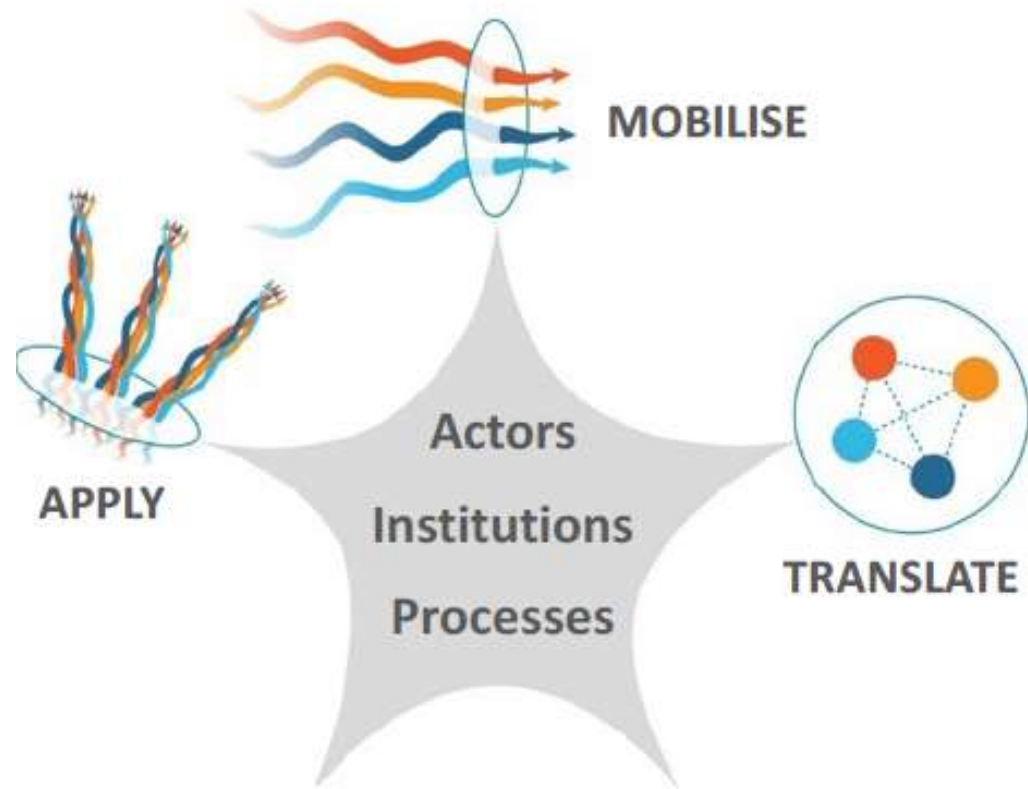 MOBILISE
APPLY
TRANSLATE
Actors
Institutions
Processes